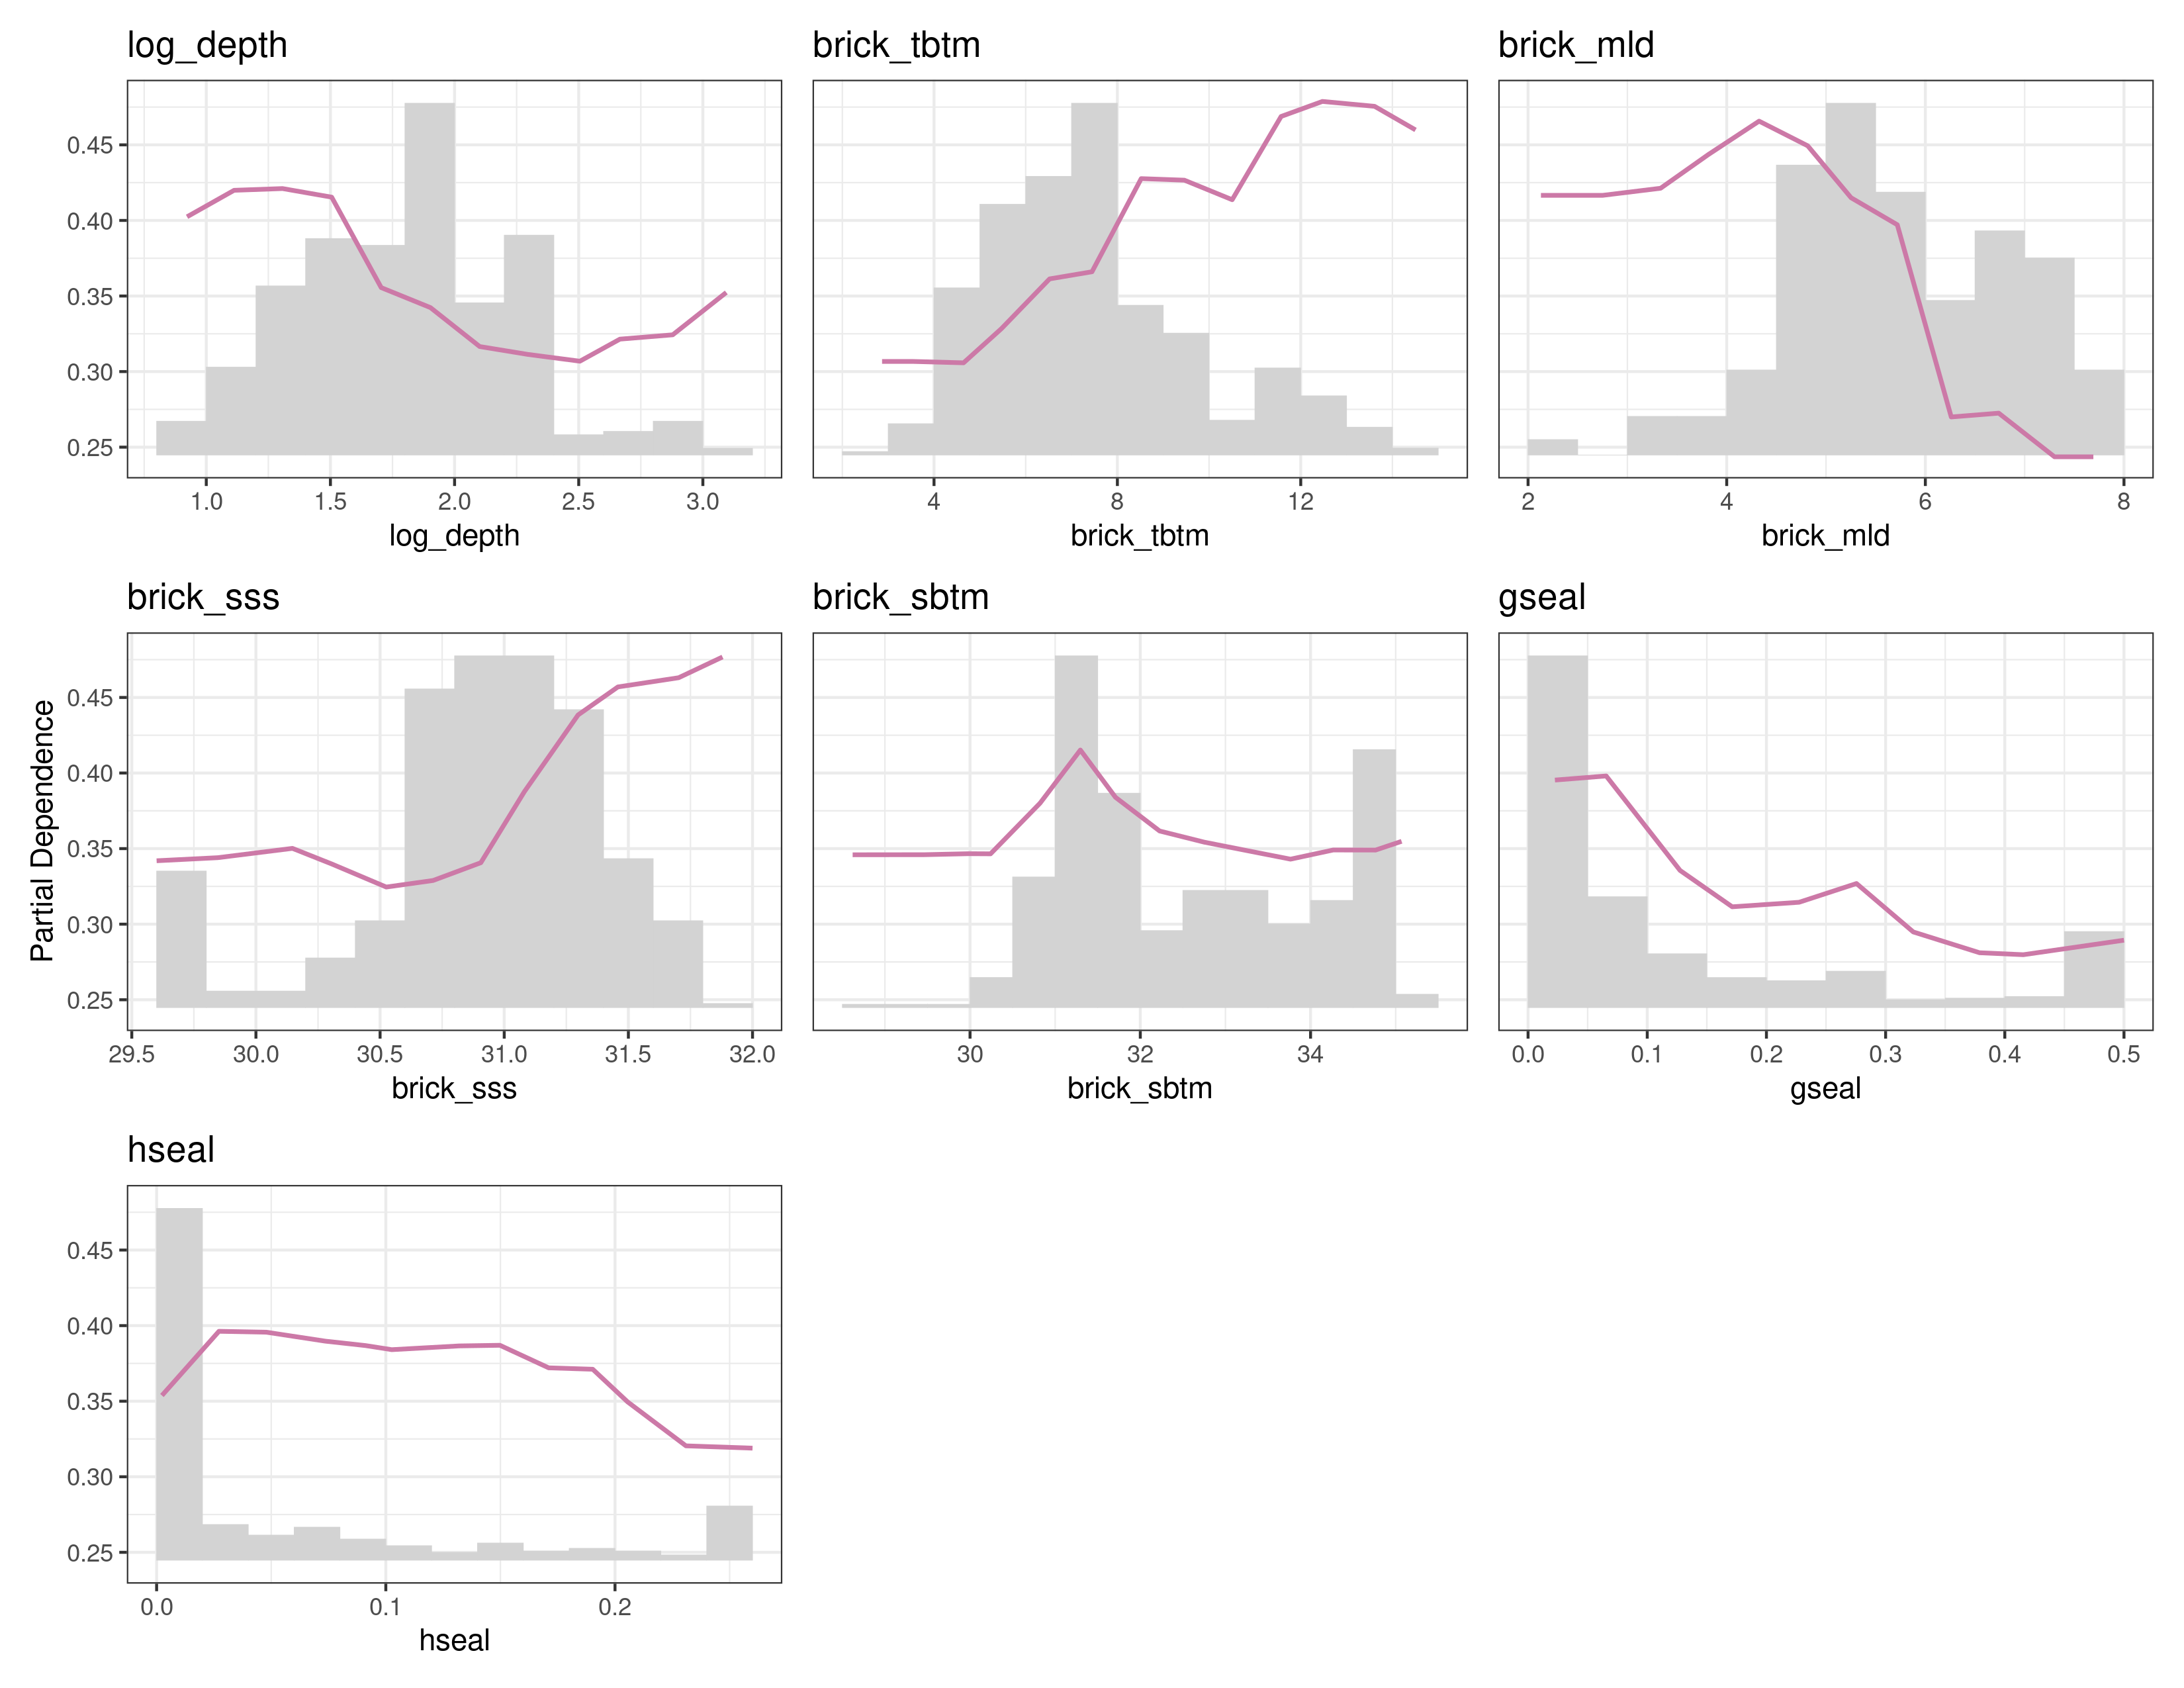 log_depth
brick_tbtm
brick_mld
0.45
0.40
0.35
0.30
0.25
1.0 1.5 2.0 2.5 3.0
4 8 12
2 4 6 8
log_depth
brick_tbtm
brick_mld
brick_sss
brick_sbtm
gseal
Partial Dependence
0.45
0.40
0.35
0.30
0.25
29.5 30.0 30.5 31.0 31.5 32.0
30 32 34
0.0 0.1 0.2 0.3 0.4 0.5
brick_sss
brick_sbtm
gseal
hseal
0.45
0.40
0.35
0.30
0.25
0.0 0.1 0.2
hseal